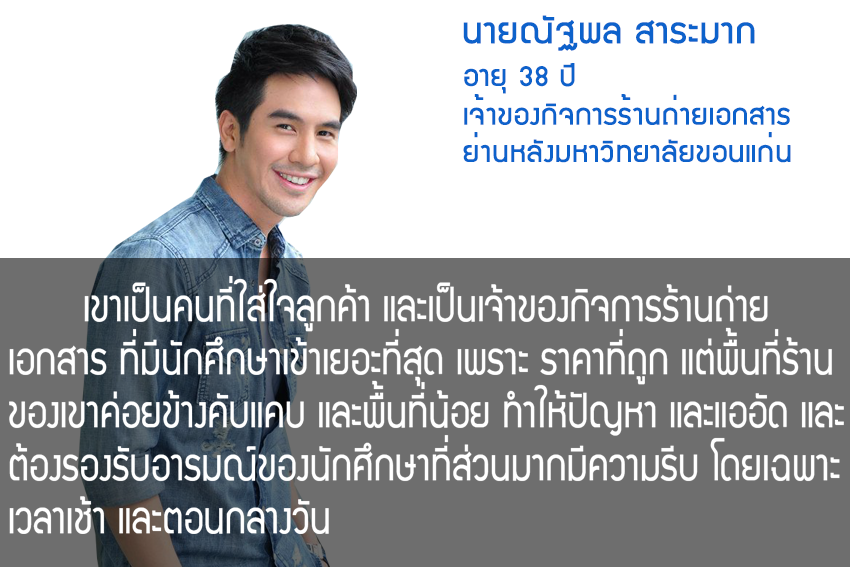 นายณัฐพล สาระมาก
อายุ 38 ปี
เจ้าของกิจการร้านถ่ายเอกสาร
ย่านหลังมหาวิทยาลัยขอนแก่น
เขาเป็นคนที่ใส่ใจลูกค้า และเป็นเจ้าของกิจการร้านถ่าย
เอกสาร ที่มีนักศึกษาเข้าเยอะที่สุด เพราะ ราคาที่ถูก แต่พื้นที่ร้าน
ของเขาค่อยข้างคับแคบ และพื้นที่น้อย ทำให้ปัญหา และแออัด และ
ต้องรองรับอารมณ์ของนักศึกษาที่ส่วนมากมีความรีบ โดยเฉพาะ
เวลาเช้า และตอนกลางวัน